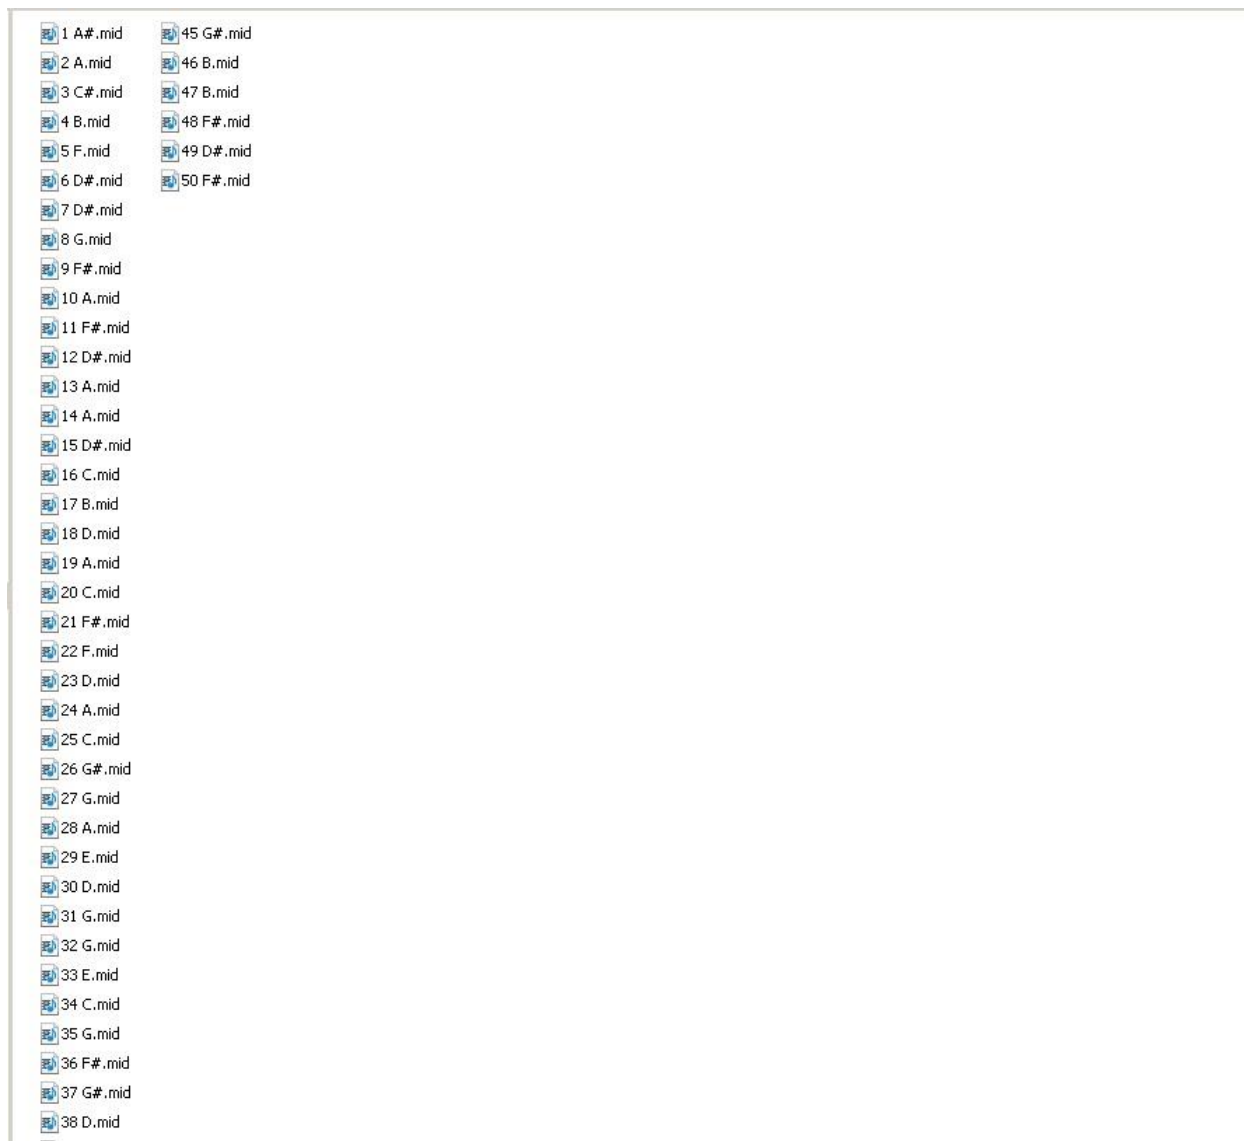 1 A#.mid
2 A.mid
3 C#.mid
4 B.mid
5 F.mid
6 D#.mid
7 D#.mid
8 G.mid
9 F#.mid
10 A.mid
11 F#.mid
12 D#.mid
13 A.mid
14 A.mid
15 D#.mid
16 C.mid
17 B.mid
18 D.mid
19 A.mid
20 C.mid
21 F#.mid
22 F.mid
23 D.mid
24 A.mid
25 C.mid
26 G#.mid
27 G.mid
28 A.mid
29 E.mid
30 D.mid
31 G.mid
32 G.mid
33 E.mid
34 C.mid
35 G.mid
36 F#.mid
37 G#.mid
38 D.mid
45 G#.mid
46 B.mid
47 B.mid
48 F#.mid
49 D#.mid
50 F#.mid